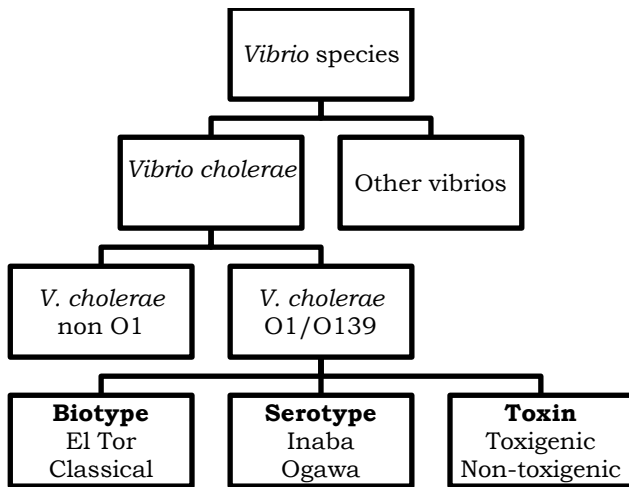 Vibrio species
Vibrio cholerae
Other vibrios
V. cholerae
non O1
V. cholerae
O1/O139
Biotype
El Tor
Classical
Serotype
Inaba
Ogawa
Toxin
Toxigenic
Non-toxigenic